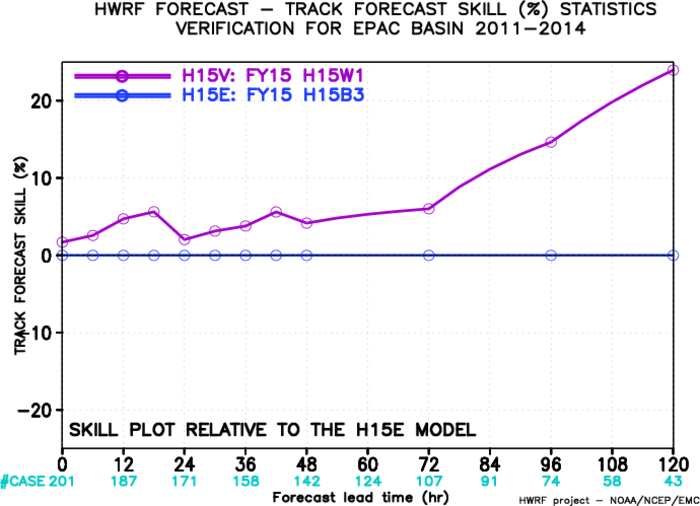 HWRF FORECAST – TRACK FORECAST SKILL (%) STATISTICS
VERIFICATION FOR EPAC BASIN 2011–2014
H15V: FY15 H15W1
H15E: FY15 H15B3
TRACK FORECAST SKILL (%)
20
10
0
–10
–20
SKILL PLOT RELATIVE TO THE H15E MODEL
0 12 24 36 48 60 72 84 96 108 120
#CASE 201 187 171 158 142 124 107 91 74 58 43
Forecast lead time (hr)
HWRF project – NOAA/NCEP/EMC